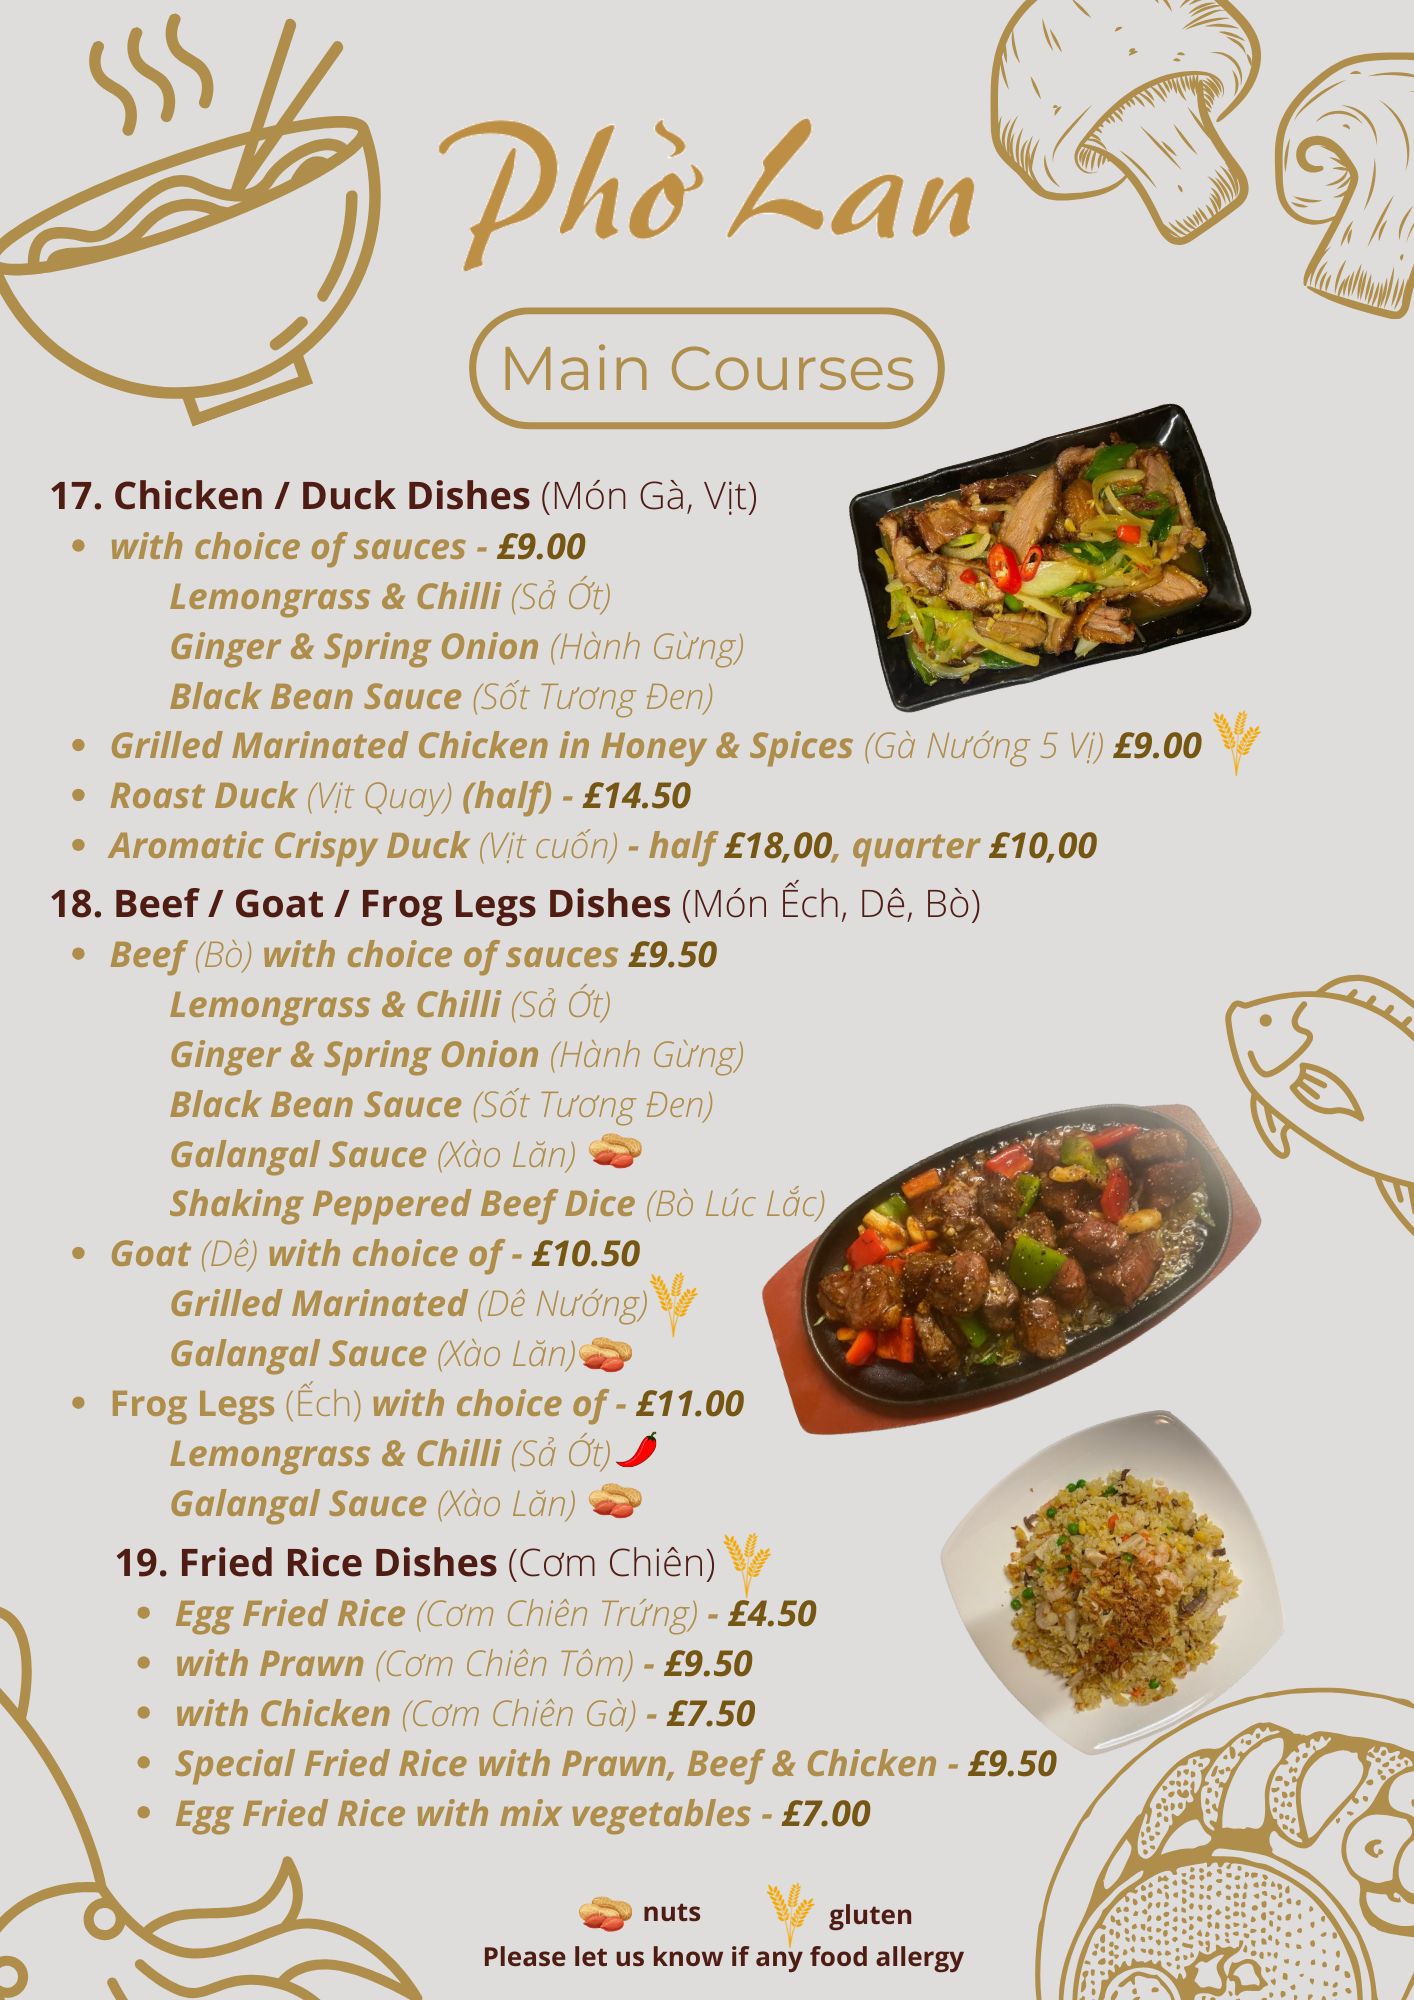 Phở Lan
Main Courses
17. Chicken / Duck Dishes (Món Gà, Vịt)
• with choice of sauces - £9.00
Lemongrass & Chilli (Sả Ớt)
Ginger & Spring Onion (Hành Gừng)
Black Bean Sauce (Sốt Tương Đen)
• Grilled Marinated Chicken in Honey & Spices (Gà Nướng 5 Vị) £9.00
• Roast Duck (Vịt Quay) (half) - £14.50
• Aromatic Crispy Duck (Vịt cuốn) - half £18,00, quarter £10,00
18. Beef / Goat / Frog Legs Dishes (Món Ếch, Dê, Bò)
• Beef (Bò) with choice of sauces £9.50
Lemongrass & Chilli (Sả Ớt)
Ginger & Spring Onion (Hành Gừng)
Black Bean Sauce (Sốt Tương Đen)
Galangal Sauce (Xào Lăn)
Shaking Peppered Beef Dice (Bò Lúc Lắc)
• Goat (Dê) with choice of - £10.50
Grilled Marinated (Dê Nướng)
Galangal Sauce (Xào Lăn)
• Frog Legs (Ếch) with choice of - £11.00
Lemongrass & Chilli (Sả Ớt)
Galangal Sauce (Xào Lăn)
19. Fried Rice Dishes (Cơm Chiên)
• Egg Fried Rice (Cơm Chiên Trứng) - £4.50
• with Prawn (Cơm Chiên Tôm) - £9.50
• with Chicken (Cơm Chiên Gà) - £7.50
• Special Fried Rice with Prawn, Beef & Chicken - £9.50
• Egg Fried Rice with mix vegetables - £7.00
nuts gluten
Please let us know if any food allergy